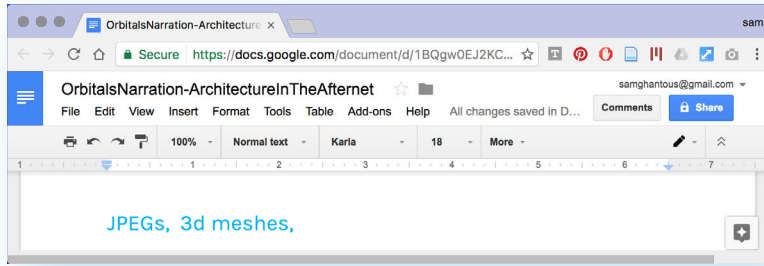 OrbitalsNarration-Architecture ×
sam
Secure https://docs.google.com/document/d/1BQgw0EJ2KC...
OrbitalsNarration-ArchitectureInTheAfternet
samghantous@gmail.com
File Edit View Insert Format Tools Table Add-ons Help All changes saved in D...
Comments
Share
100% Normal text Karla 18 More
1 1 2 3 4 5 6 7
JPEGs, 3d meshes,